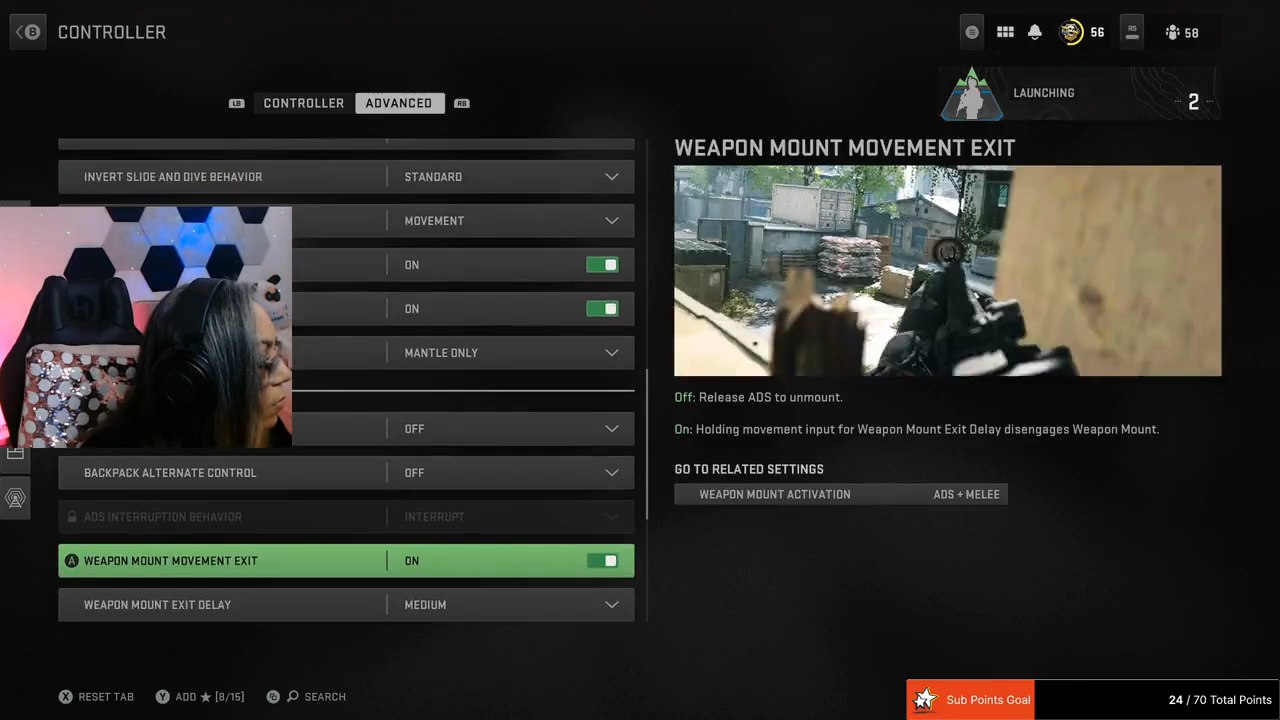 B CONTROLLER
56
RS
58
LB CONTROLLER ADVANCED RB
LAUNCHING
2
INVERT SLIDE AND DIVE BEHAVIOR STANDARD
MOVEMENT
ON
ON
MANTLE ONLY
OFF
BACKPACK ALTERNATE CONTROL OFF
ADS INTERRUPTION BEHAVIOR INTERRUPT
A WEAPON MOUNT MOVEMENT EXIT ON
WEAPON MOUNT EXIT DELAY MEDIUM
WEAPON MOUNT MOVEMENT EXIT
Off: Release ADS to unmount.
On: Holding movement input for Weapon Mount Exit Delay disengages Weapon Mount.
GO TO RELATED SETTINGS
WEAPON MOUNT ACTIVATION ADS + MELEE
X RESET TAB Y ADD ★ [8/15] SEARCH
Sub Points Goal 24 / 70 Total Points